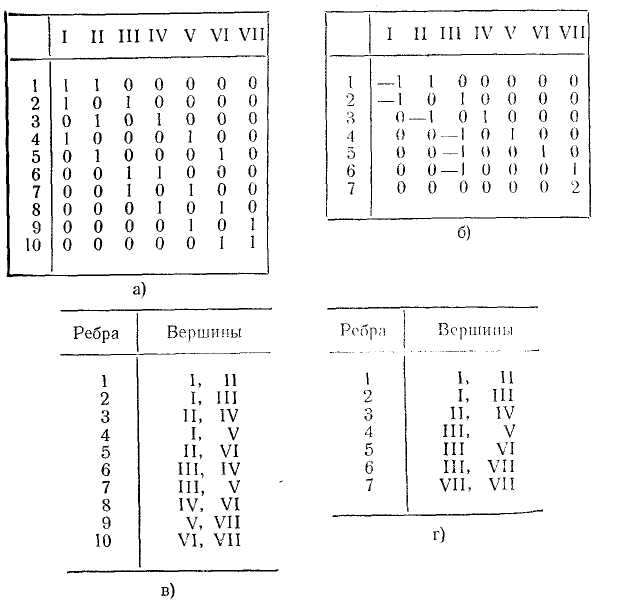 I II III IV V VI VII
1 1 1 0 0 0 0 0
2 1 0 1 0 0 0 0
3 0 1 0 1 0 0 0
4 1 0 0 0 1 0 0
5 0 1 0 0 0 1 0
6 0 0 1 1 0 0 0
7 0 0 1 0 1 0 0
8 0 0 0 1 0 1 0
9 0 0 0 0 1 0 1
10 0 0 0 0 0 1 1
а)
I II III IV V VI VII
1 —1 1 0 0 0 0 0
2 —1 0 1 0 0 0 0
3 0 —1 0 1 0 0 0
4 0 0 —1 0 1 0 0
5 0 0 —1 0 0 1 0
6 0 0 —1 0 0 0 1
7 0 0 0 0 0 0 2
б)
Ребра Вершины
1 I, II
2 I, III
3 II, IV
4 I, V
5 II, VI
6 III, IV
7 III, V
8 IV, VI
9 V, VII
10 VI, VII
в)
Ребра Вершины
1 I, II
2 I, III
3 II, IV
4 III, V
5 III VI
6 III, VII
7 VII, VII
г)